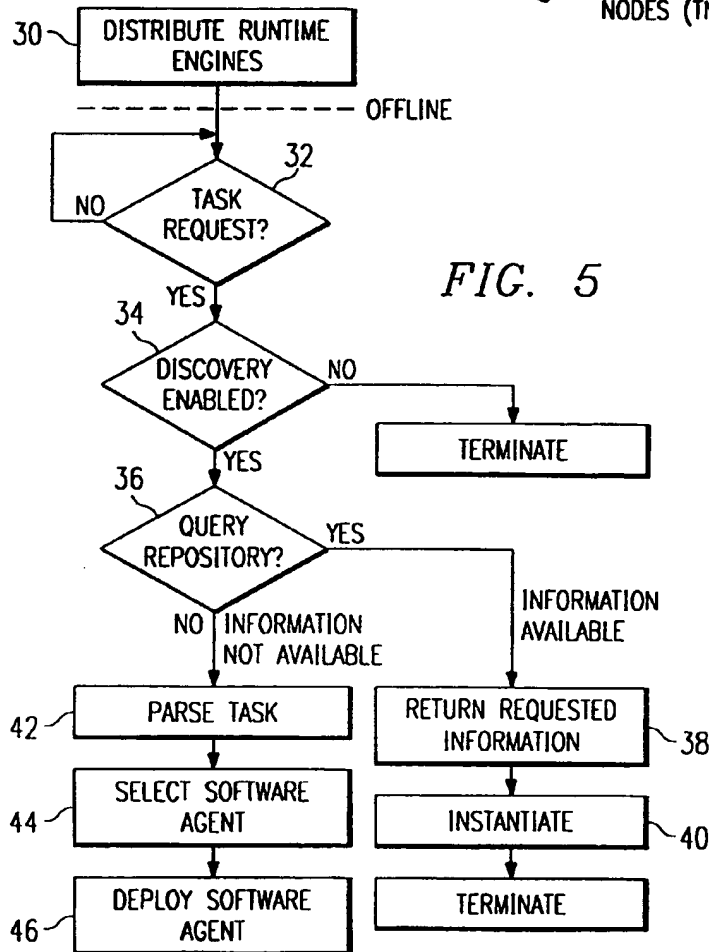 NODES (TM
30
DISTRIBUTE RUNTIME
ENGINES
OFFLINE
32
TASK
REQUEST?
NO
YES
FIG. 5
34
DISCOVERY
ENABLED?
NO
TERMINATE
YES
36
QUERY
REPOSITORY?
YES
NO
INFORMATION
NOT AVAILABLE
INFORMATION
AVAILABLE
42
PARSE TASK
RETURN REQUESTED
INFORMATION
38
44
SELECT SOFTWARE
AGENT
INSTANTIATE
40
46
DEPLOY SOFTWARE
AGENT
TERMINATE